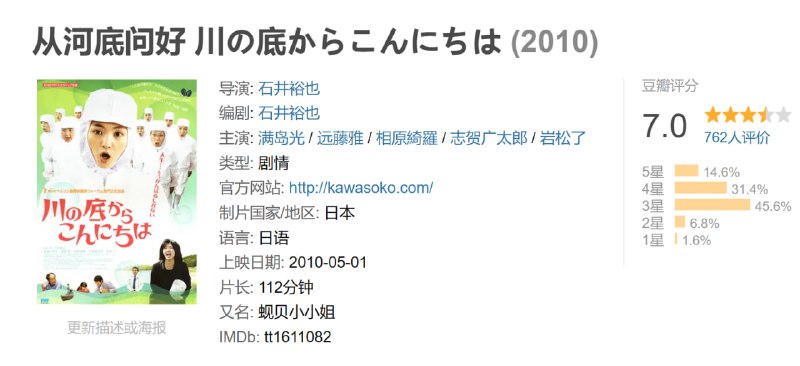 从河底问好 川の底からこんにちは (2010)
导演: 石井裕也
编剧: 石井裕也
主演: 满岛光 / 远藤雅 / 相原綺羅 / 志贺广太郎 / 岩松了
类型: 剧情
官方网站: http://kawasoko.com/
制片国家/地区: 日本
语言: 日语
上映日期: 2010-05-01
片长: 112分钟
又名: 蚬贝小小姐
IMDb: tt1611082
川の底から
こんにちは
更新描述或海报
豆瓣评分
7.0
762人评价
5星 14.6%
4星 31.4%
3星 45.6%
2星 6.8%
1星 1.6%